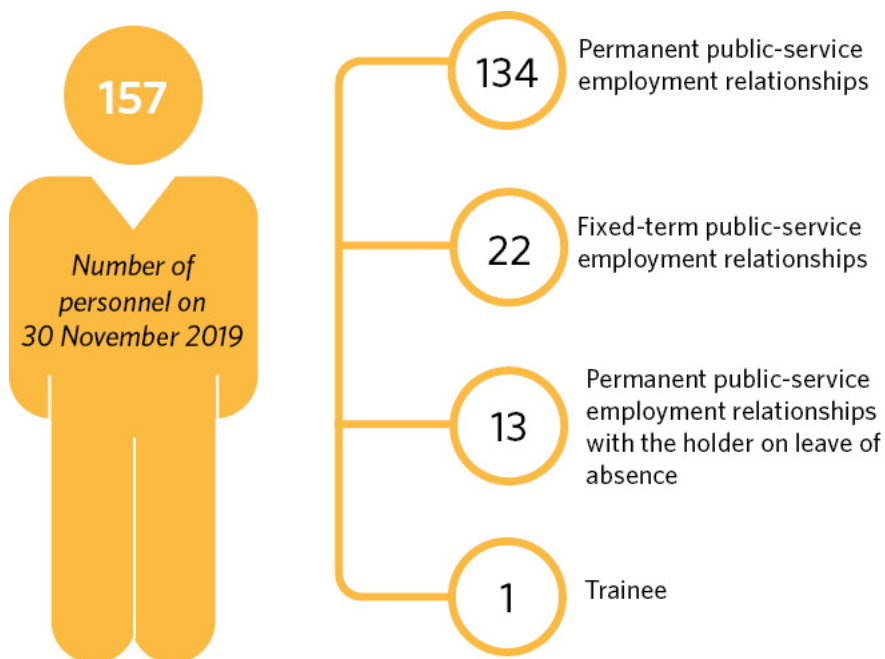 157
Number of
personnel on
30 November 2019
134
Permanent public-service
employment relationships
22
Fixed-term public-service
employment relationships
13
Permanent public-service
employment relationships
with the holder on leave of
absence
1
Trainee